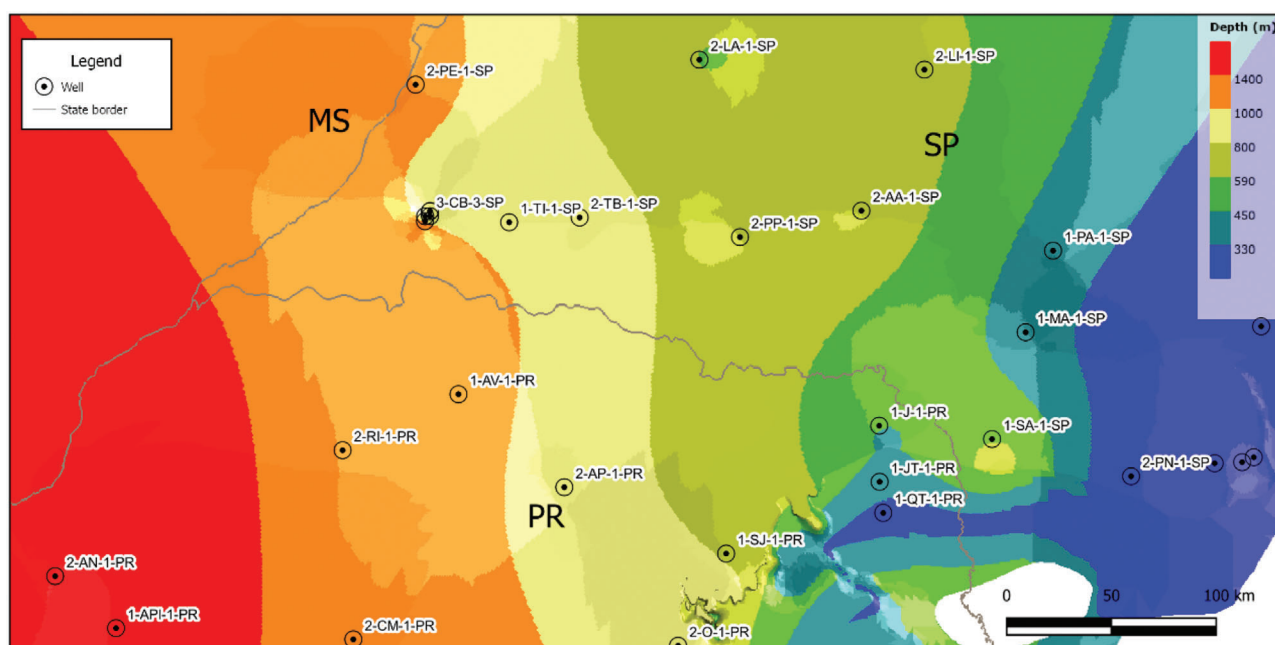 Legend
Well
State border
Depth (m)
1400
1000
800
590
450
330
2-LA-1-SP
2-LI-1-SP
2-PE-1-SP
MS
SP
3-CB-3-SP
1-TI-1-SP
2-TB-1-SP
2-AA-1-SP
2-PP-1-SP
1-PA-1-SP
1-MA-1-SP
1-AV-1-PR
1-J-1-PR
1-SA-1-SP
2-RI-1-PR
2-AP-1-PR
1-JT-1-PR
2-PN-1-SP
1-QT-1-PR
PR
1-SJ-1-PR
2-AN-1-PR
1-API-1-PR
2-CM-1-PR
2-O-1-PR
0 50 100 km